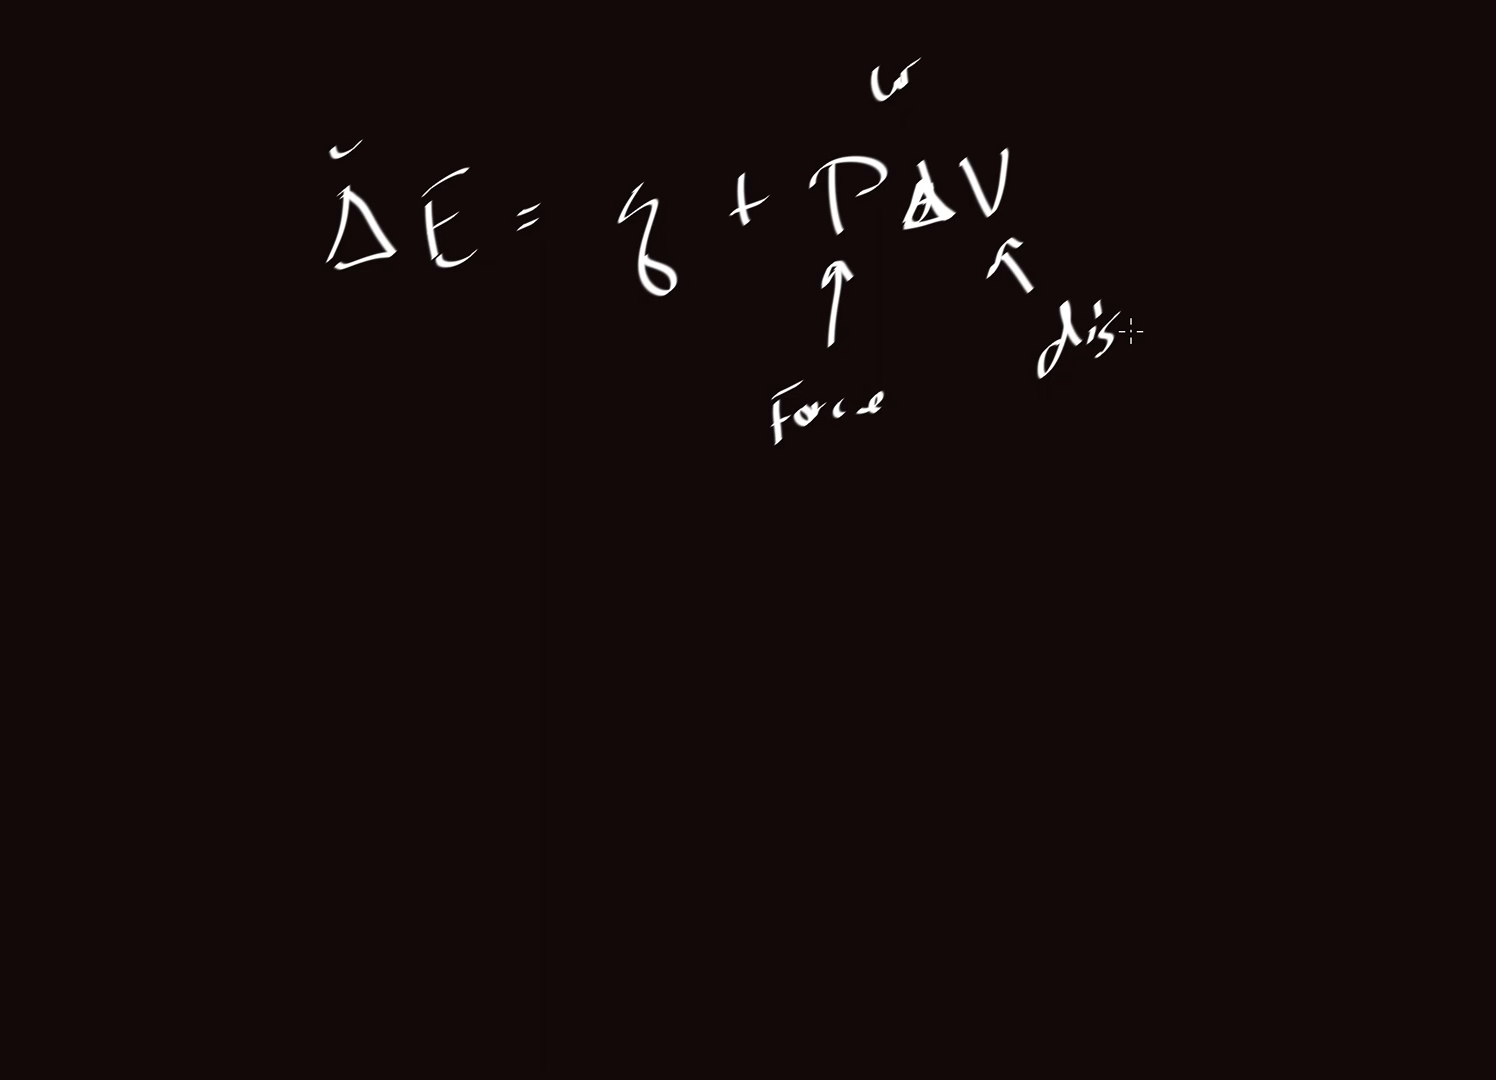 w
ΔE = q + PΔV
dis
Force